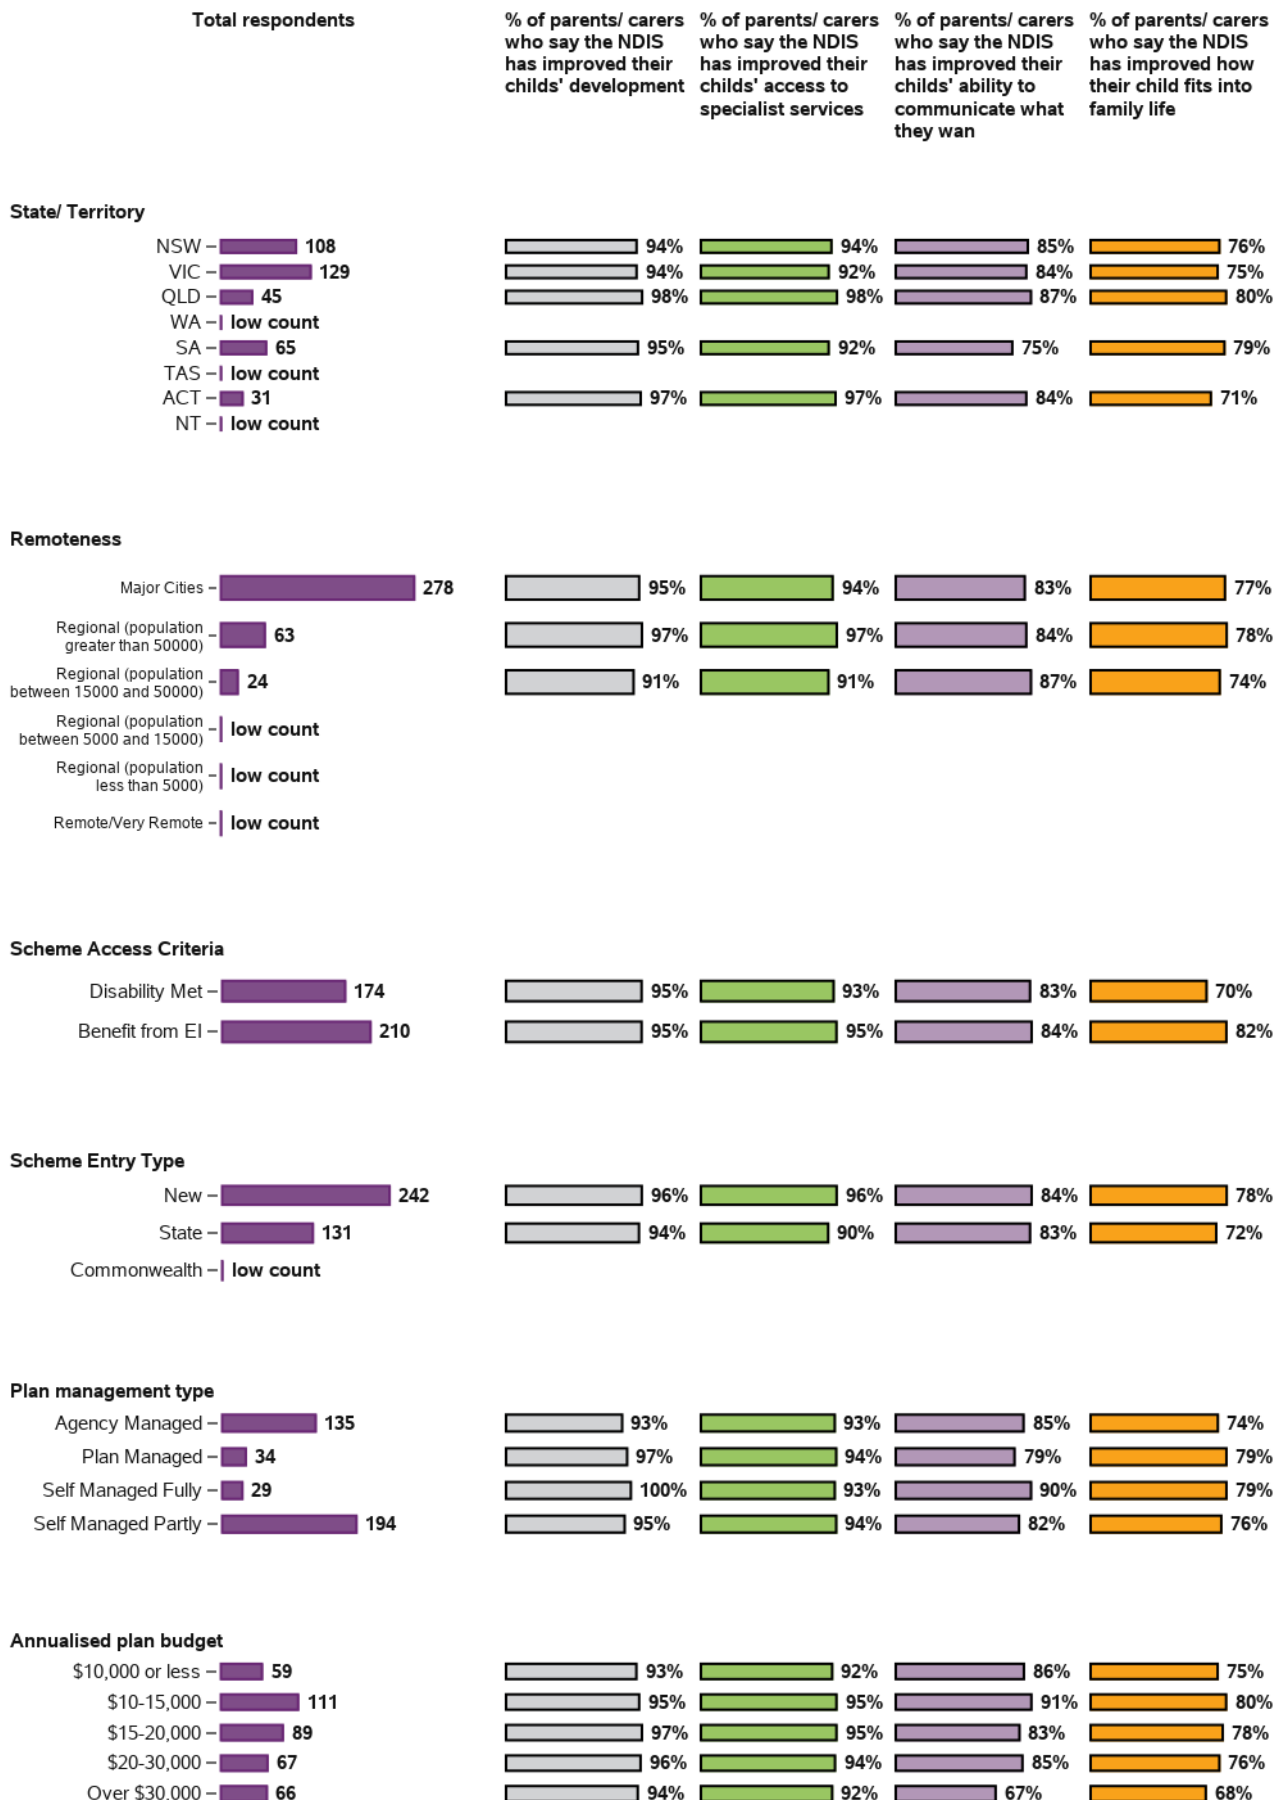 Total respondents
% of parents/ carers
who say the NDIS
has improved their
childs' development
% of parents/ carers
who say the NDIS
has improved their
childs' access to
specialist services
% of parents/ carers
who say the NDIS
has improved their
childs' ability to
communicate what
they wan
% of parents/ carers
who say the NDIS
has improved how
their child fits into
family life
State/ Territory
NSW 108 94% 94% 85% 76%
VIC 129 94% 92% 84% 75%
QLD 45 98% 98% 87% 80%
WA low count
SA 65 95% 92% 75% 79%
TAS low count
ACT 31 97% 97% 84% 71%
NT low count
Remoteness
Major Cities 278 95% 94% 83% 77%
Regional (population
greater than 50000) 63 97% 97% 84% 78%
Regional (population
between 15000 and 50000) 24 91% 91% 87% 74%
Regional (population
between 5000 and 15000) low count
Regional (population
less than 5000) low count
Remote/Very Remote low count
Scheme Access Criteria
Disability Met 174 95% 93% 83% 70%
Benefit from EI 210 95% 95% 84% 82%
Scheme Entry Type
New 242 96% 96% 84% 78%
State 131 94% 90% 83% 72%
Commonwealth low count
Plan management type
Agency Managed 135 93% 93% 85% 74%
Plan Managed 34 97% 94% 79% 79%
Self Managed Fully 29 100% 93% 90% 79%
Self Managed Partly 194 95% 94% 82% 76%
Annualised plan budget
$10,000 or less 59 93% 92% 86% 75%
$10-15,000 111 95% 95% 91% 80%
$15-20,000 89 97% 95% 83% 78%
$20-30,000 67 96% 94% 85% 76%
Over $30,000 66 94% 92% 67% 68%